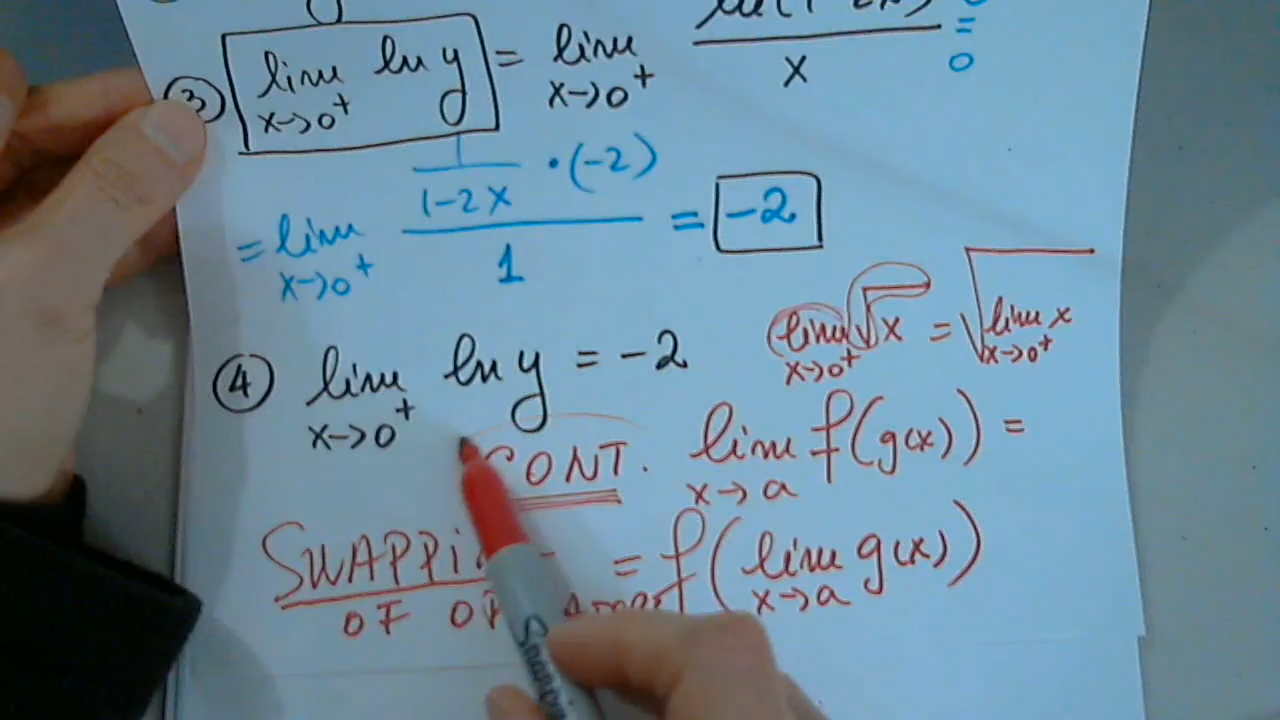 ③ lim ln y = lim ln(1-2x)/x = 0/0
x→0⁺ x→0⁺
= lim (1/(1-2x) · (-2))/1 = -2
x→0⁺
④ lim ln y = -2
x→0⁺
lim √x = √lim x
x→0⁺ x→0⁺
CONT. lim f(g(x)) =
x→a
SWAPPI = f(lim g(x))
x→a
OF
Sharpie